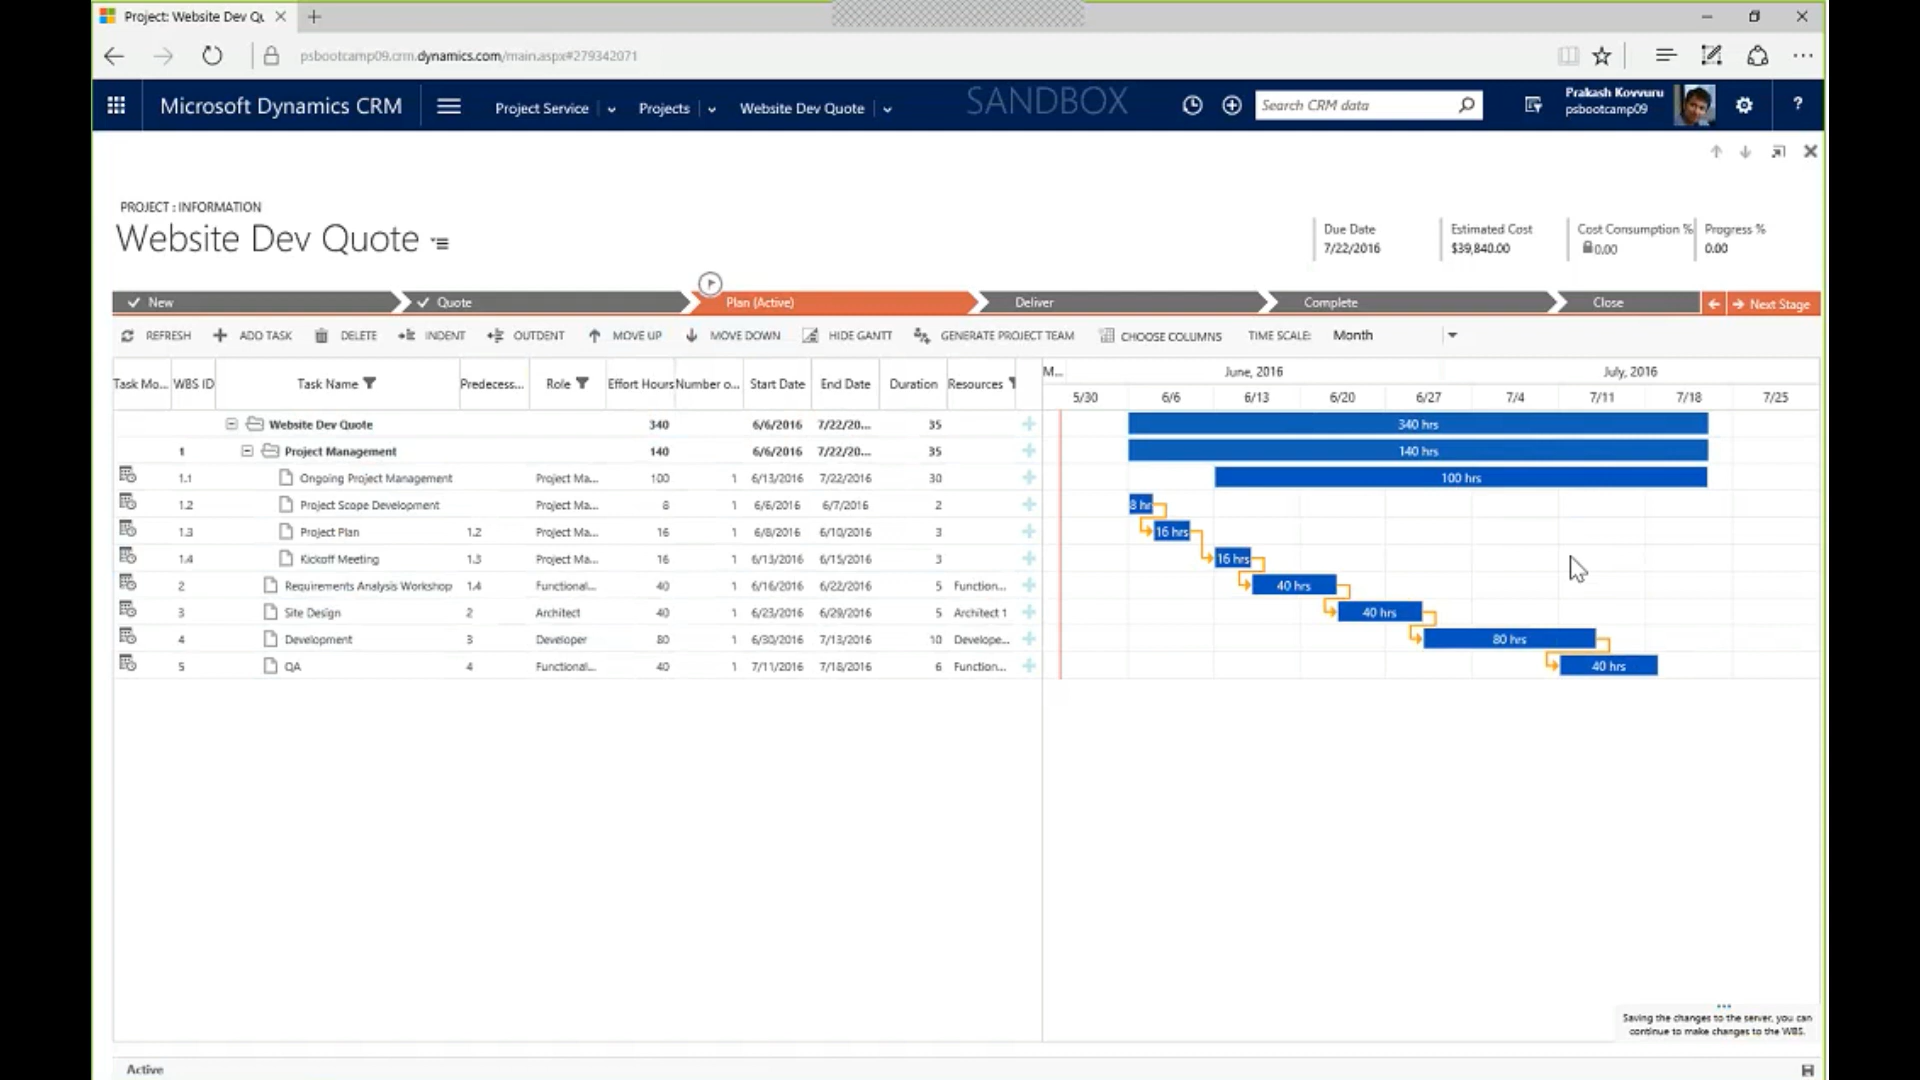 Project: Website Dev Qu
psbootcamp09.crm.dynamics.com/main.aspx#279342071
Microsoft Dynamics CRM Project Service Projects Website Dev Quote SANDBOX Search CRM data Prakash Kovvuru psbootcamp09 ?
PROJECT : INFORMATION
Website Dev Quote
Due Date 7/22/2016
Estimated Cost $39,840.00
Cost Consumption % 0.00
Progress % 0.00
New Quote Plan (Active) Deliver Complete Close Next Stage
REFRESH ADD TASK DELETE INDENT OUTDENT MOVE UP MOVE DOWN HIDE GANTT GENERATE PROJECT TEAM CHOOSE COLUMNS TIME SCALE: Month
Task Mo... WBS ID Task Name Predecess... Role Effort Hours Number o... Start Date End Date Duration Resources
M... June, 2016 July, 2016
5/30 6/6 6/13 6/20 6/27 7/4 7/11 7/18 7/25
Website Dev Quote 340 6/6/2016 7/22/20... 35 340 hrs
1 Project Management 140 6/6/2016 7/22/20... 35 140 hrs
1.1 Ongoing Project Management Project Ma... 100 1 6/13/2016 7/22/2016 30 100 hrs
1.2 Project Scope Development Project Ma... 8 1 6/6/2016 6/7/2016 2 8 hr
1.3 Project Plan 1.2 Project Ma... 16 1 6/8/2016 6/10/2016 3 16 hrs
1.4 Kickoff Meeting 1.3 Project Ma... 16 1 6/13/2016 6/15/2016 3 16 hrs
2 Requirements Analysis Workshop 1.4 Functional... 40 1 6/16/2016 6/22/2016 5 Function... 40 hrs
3 Site Design 2 Architect 40 1 6/23/2016 6/29/2016 5 Architect 1 40 hrs
4 Development 3 Developer 80 1 6/30/2016 7/13/2016 10 Develope... 80 hrs
5 QA 4 Functional... 40 1 7/11/2016 7/18/2016 6 Function... 40 hrs
Saving the changes to the server, you can
continue to make changes to the WBS.
Active